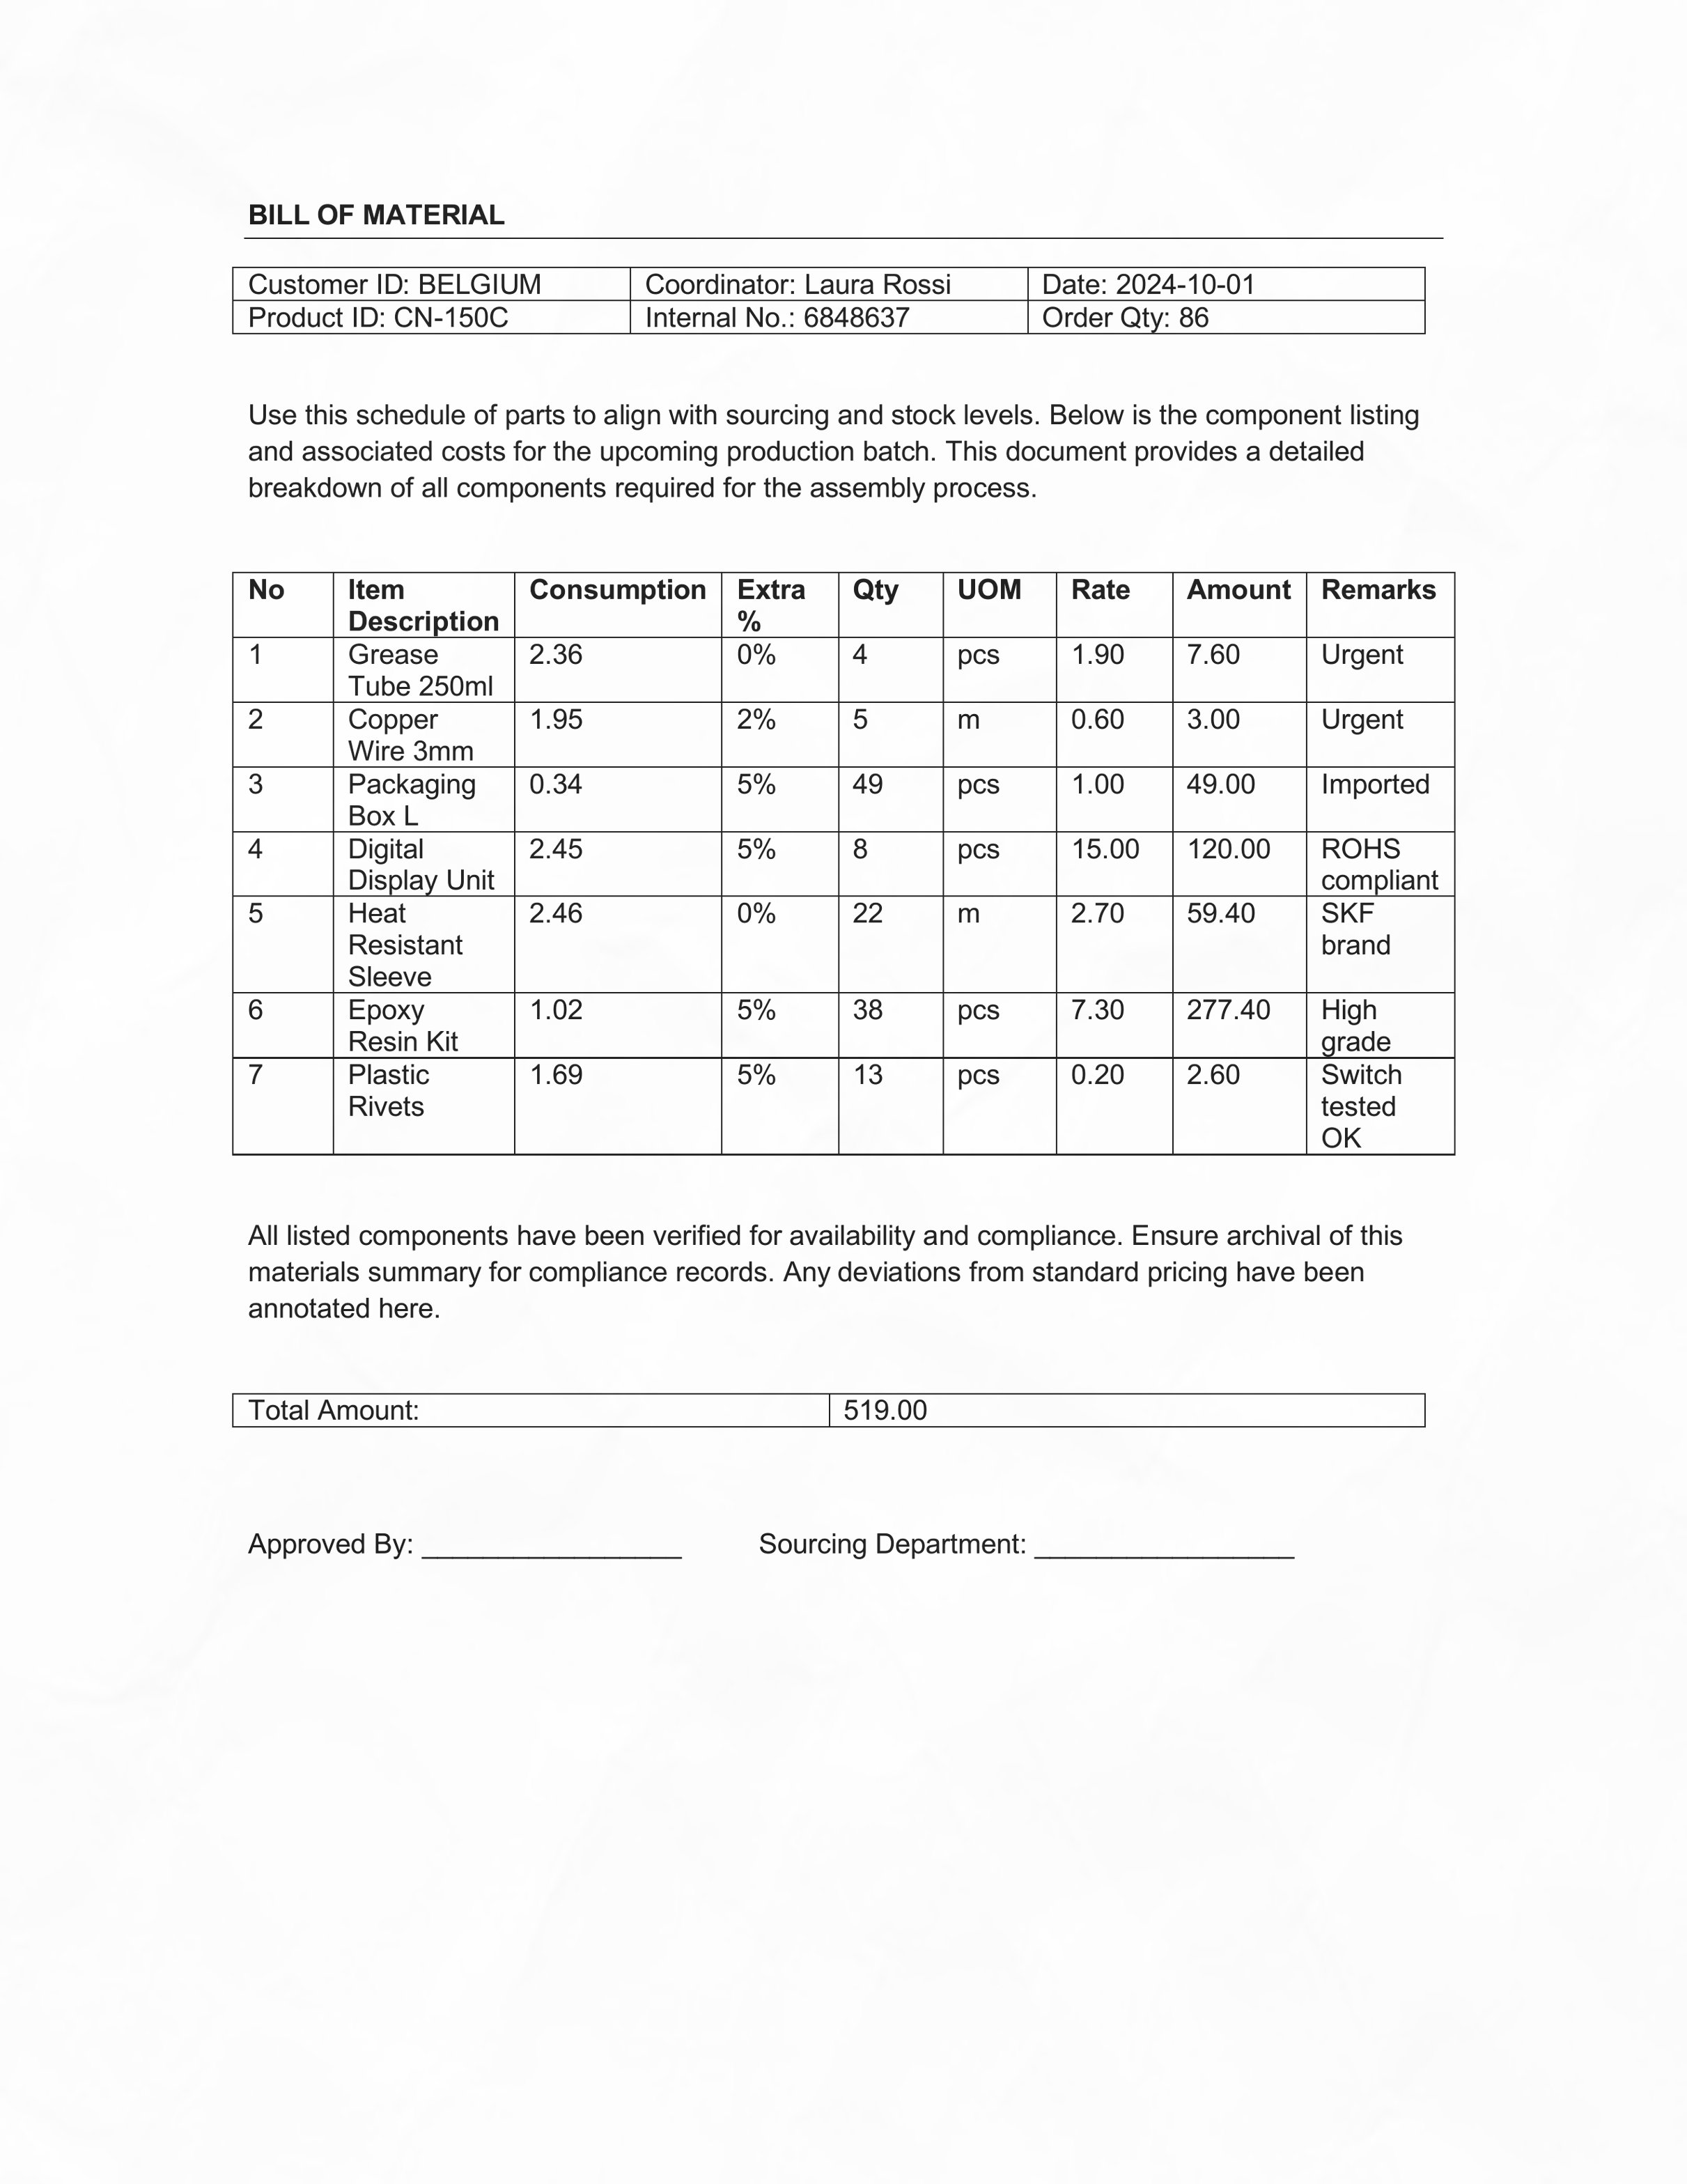 BILL OF MATERIAL
Customer ID: BELGIUM Coordinator: Laura Rossi Date: 2024-10-01
Product ID: CN-150C Internal No.: 6848637 Order Qty: 86
Use this schedule of parts to align with sourcing and stock levels. Below is the component listing
and associated costs for the upcoming production batch. This document provides a detailed
breakdown of all components required for the assembly process.
No Item Description Consumption Extra % Qty UOM Rate Amount Remarks
1 Grease Tube 250ml 2.36 0% 4 pcs 1.90 7.60 Urgent
2 Copper Wire 3mm 1.95 2% 5 m 0.60 3.00 Urgent
3 Packaging Box L 0.34 5% 49 pcs 1.00 49.00 Imported
4 Digital Display Unit 2.45 5% 8 pcs 15.00 120.00 ROHS compliant
5 Heat Resistant Sleeve 2.46 0% 22 m 2.70 59.40 SKF brand
6 Epoxy Resin Kit 1.02 5% 38 pcs 7.30 277.40 High grade
7 Plastic Rivets 1.69 5% 13 pcs 0.20 2.60 Switch tested OK
All listed components have been verified for availability and compliance. Ensure archival of this
materials summary for compliance records. Any deviations from standard pricing have been
annotated here.
Total Amount: 519.00
Approved By: _________________ Sourcing Department: _________________